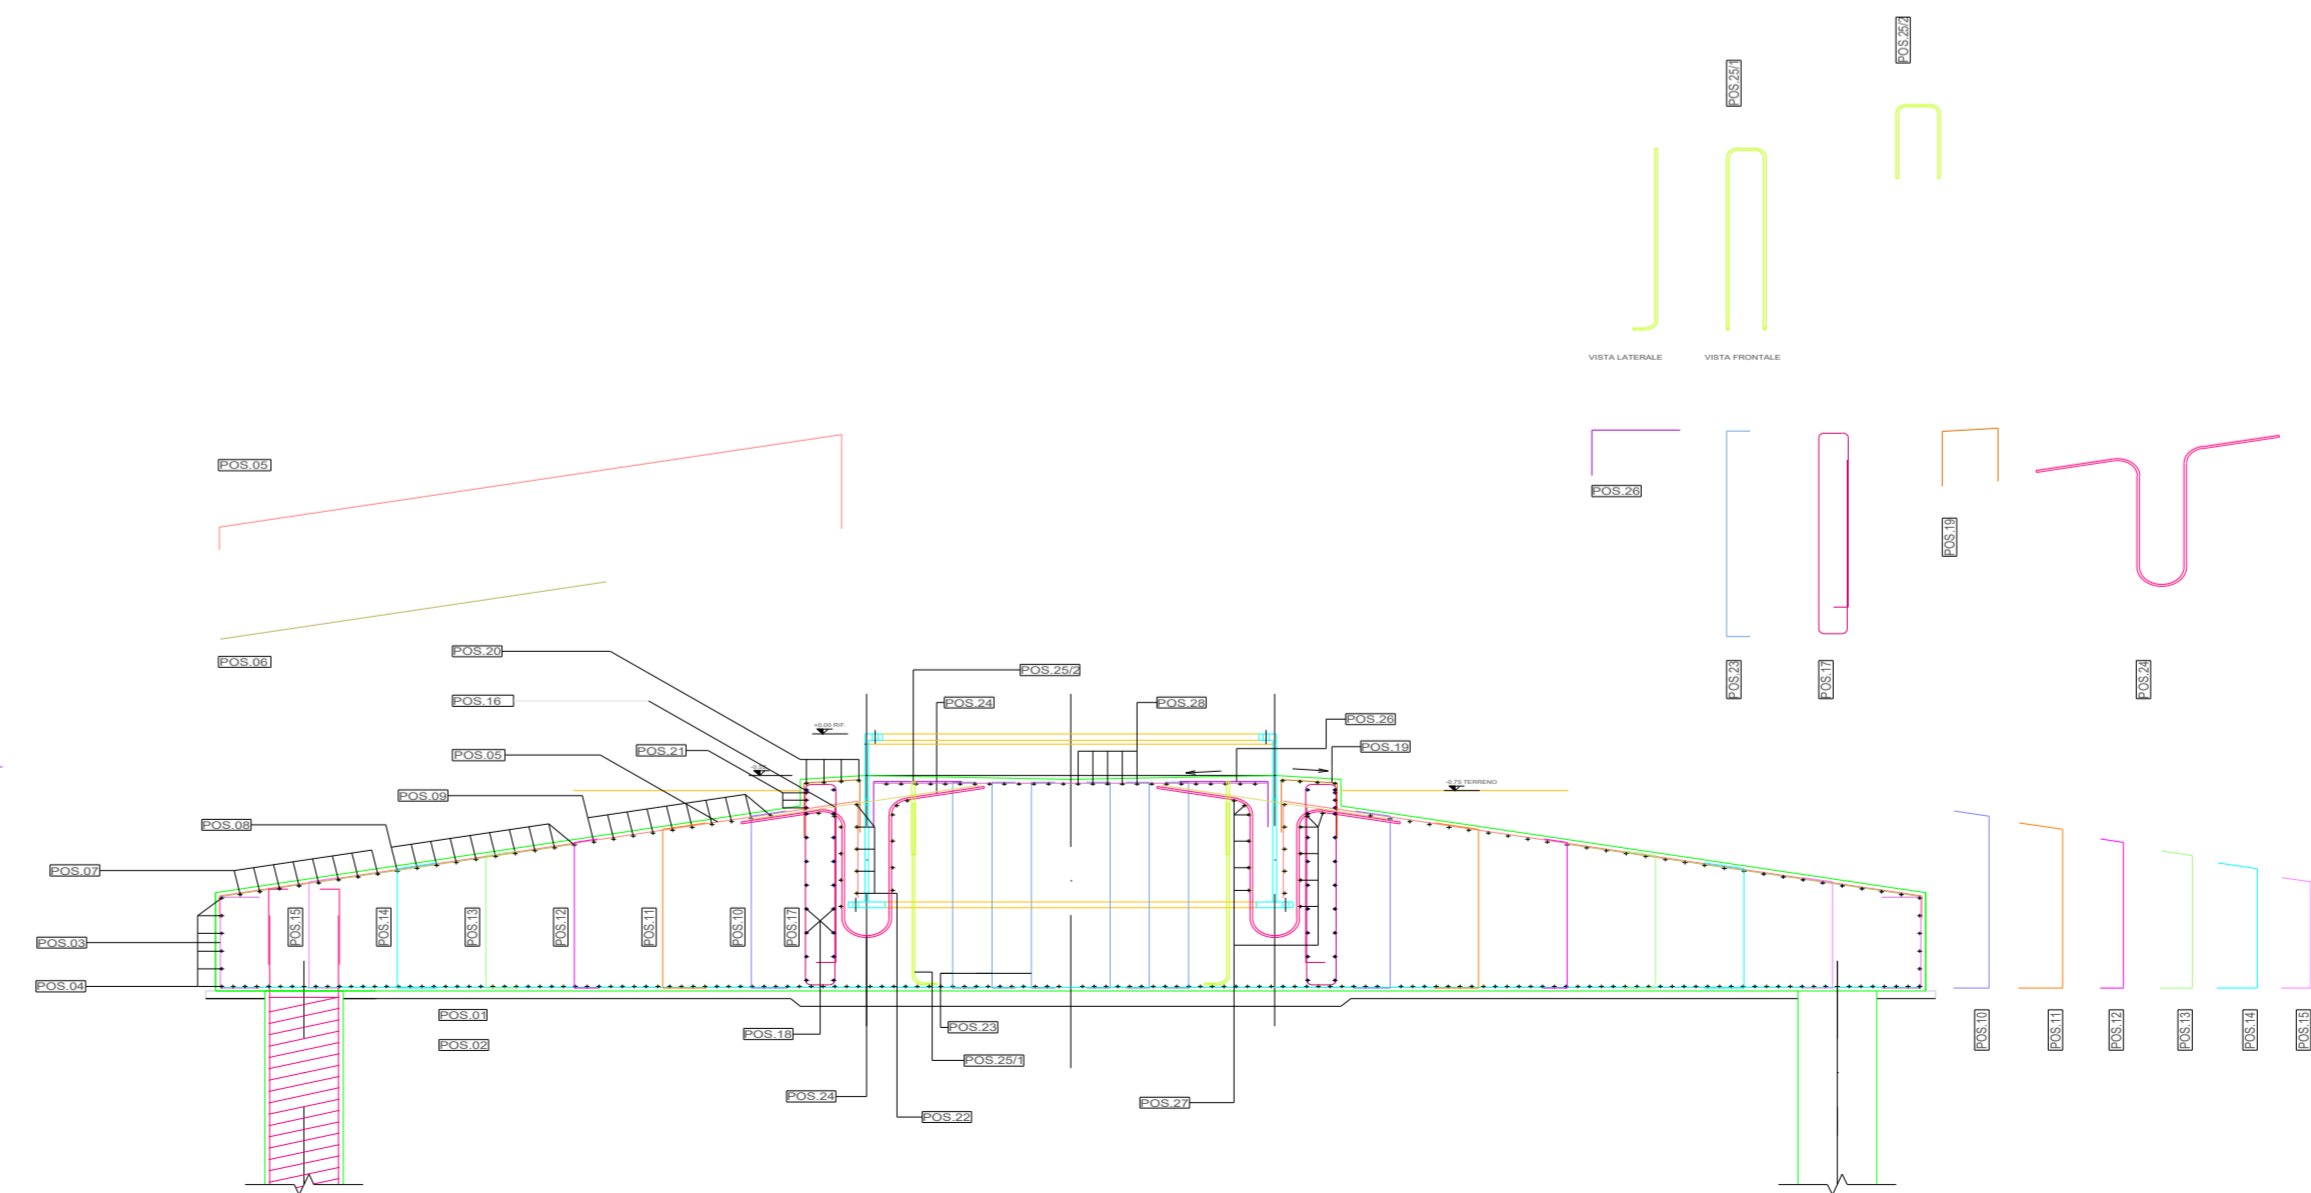 POS.25/2
POS.25/1
VISTA LATERALE
VISTA FRONTALE
POS.05
POS.26
POS.19
POS.06
POS.23
POS.17
POS.24
POS.20
POS.25/2
POS.16
POS.24
POS.28
POS.26
+0.00 RIF.
POS.05
POS.21
POS.19
-0.75 TERRENO
POS.09
POS.08
POS.07
POS.03
POS.15
POS.14
POS.13
POS.12
POS.11
POS.10
POS.17
POS.04
POS.01
POS.02
POS.18
POS.23
POS.25/1
POS.24
POS.22
POS.27
POS.10
POS.11
POS.12
POS.13
POS.14
POS.15